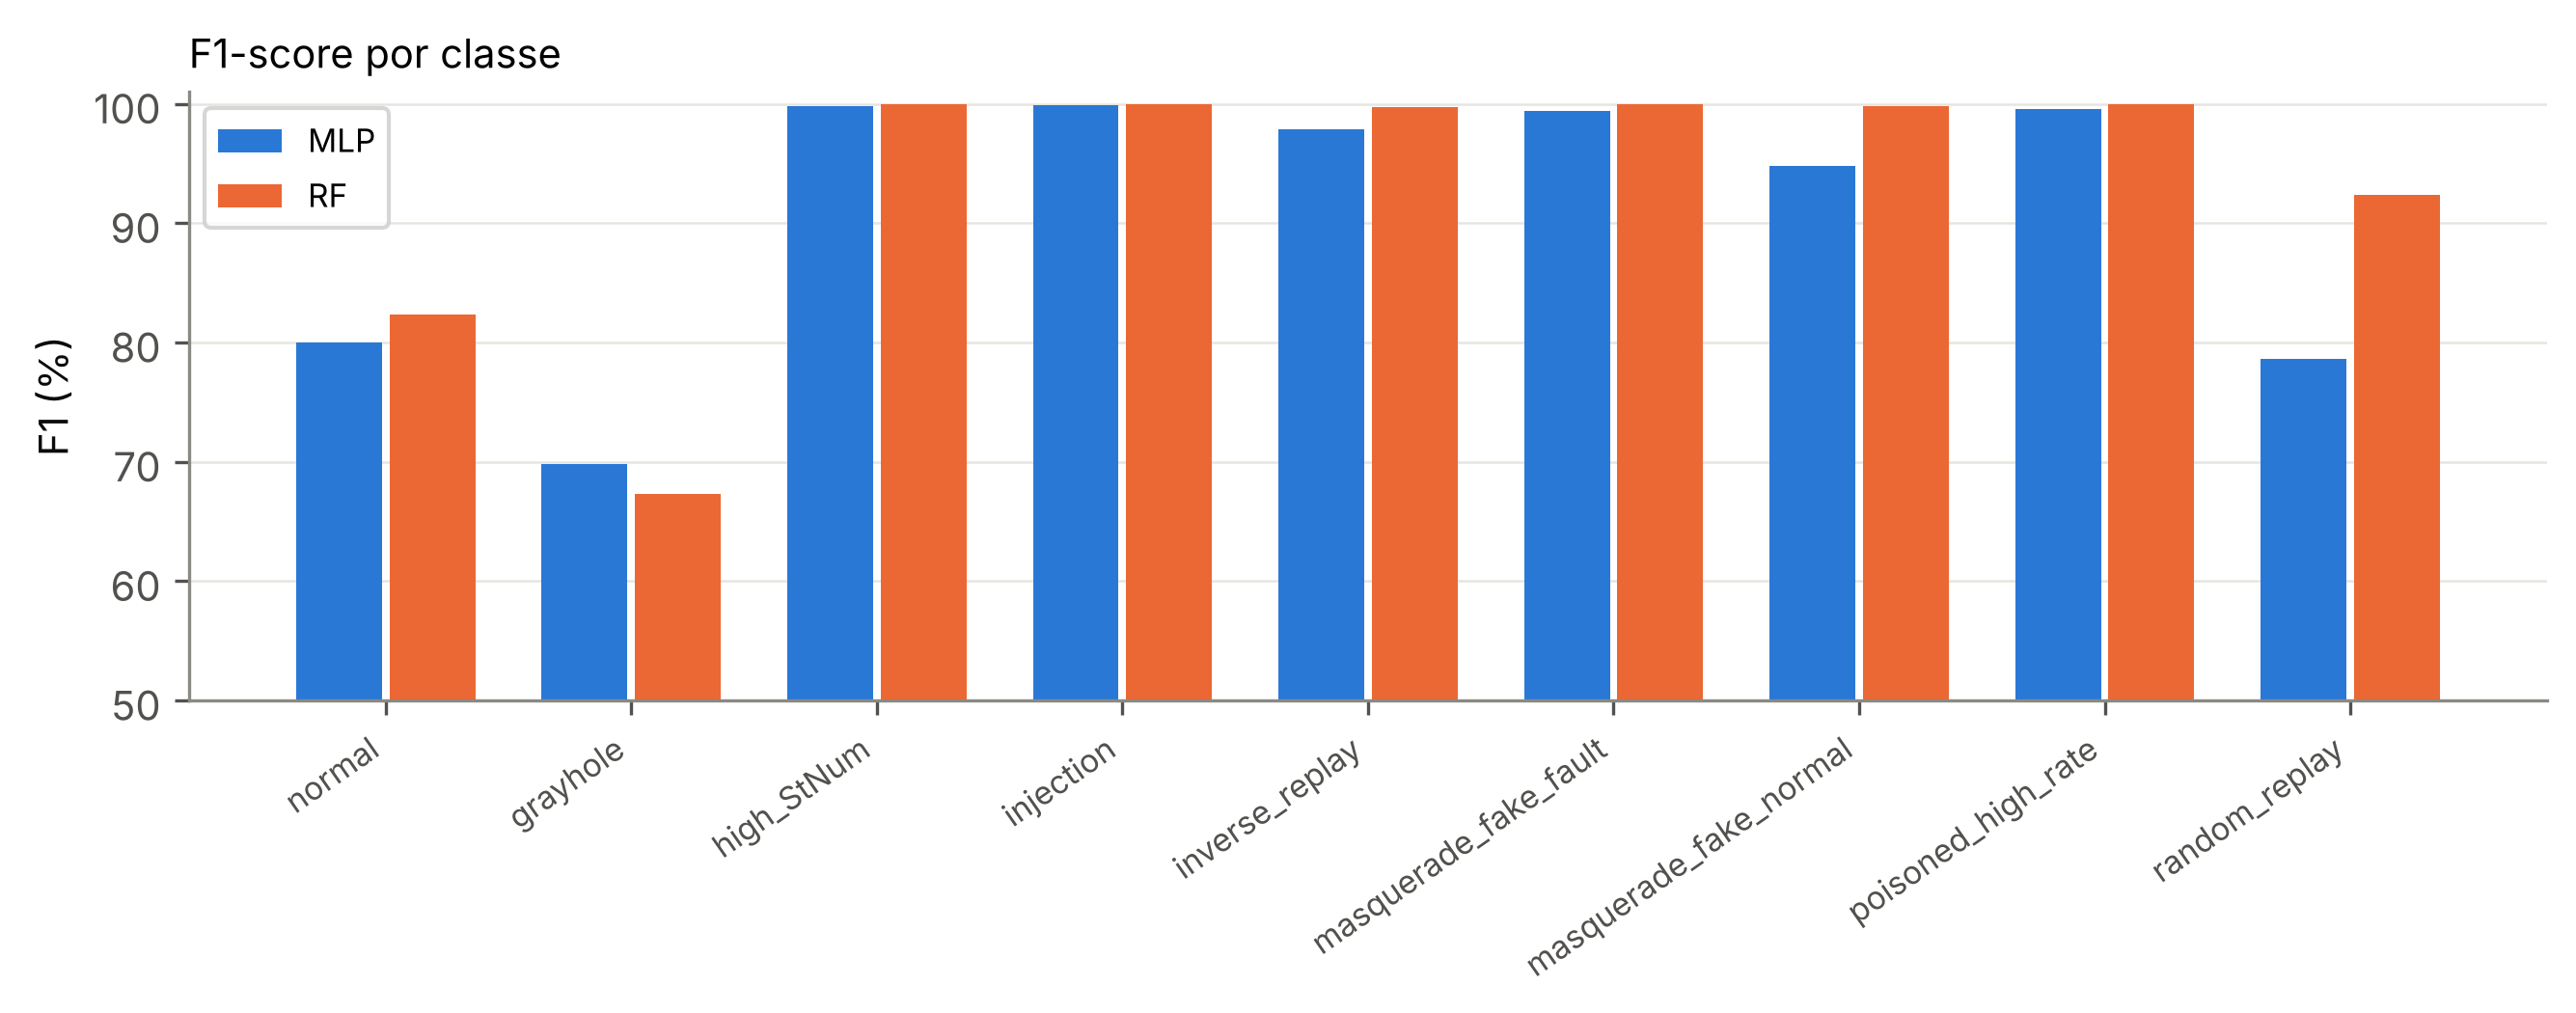 F1-score por classe
MLP
RF
F1 (%)
100
90
80
70
60
50
normal
grayhole
high_StNum
injection
inverse_replay
masquerade_fake_fault
masquerade_fake_normal
poisoned_high_rate
random_replay